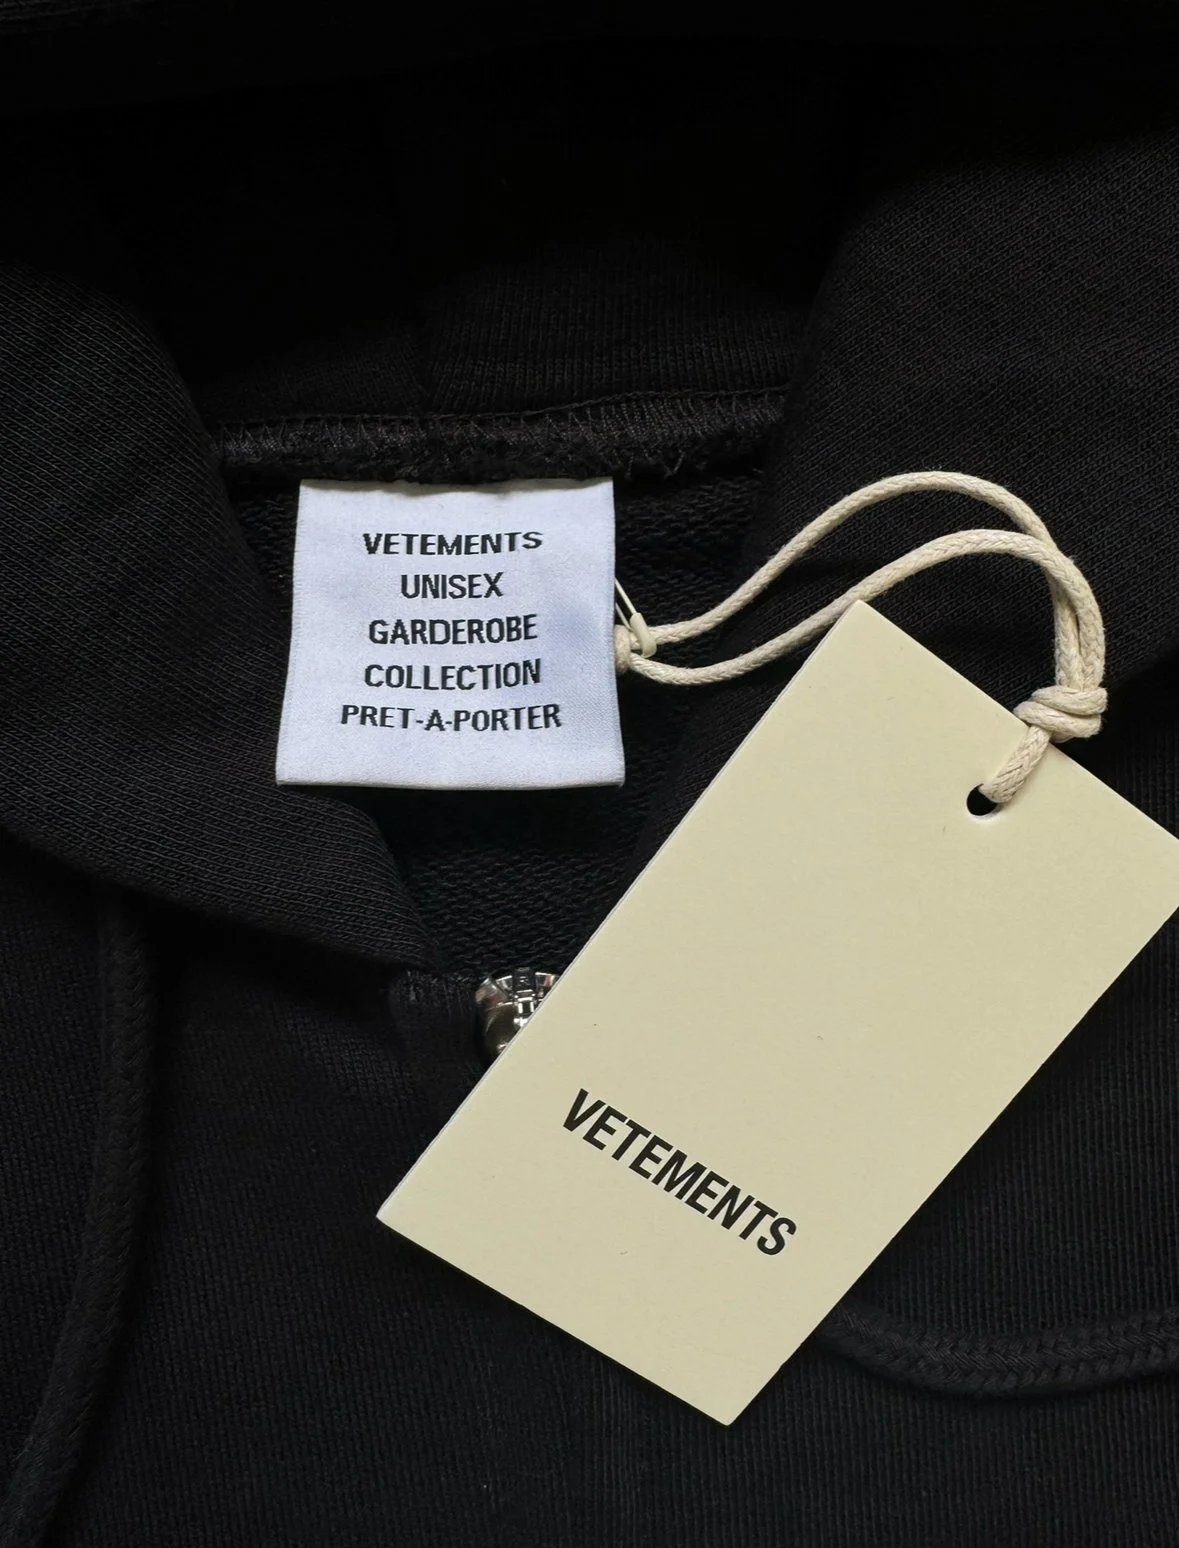 VETEMENTS
UNISEX
GARDEROBE
COLLECTION
PRET-A-PORTER
VETEMENTS